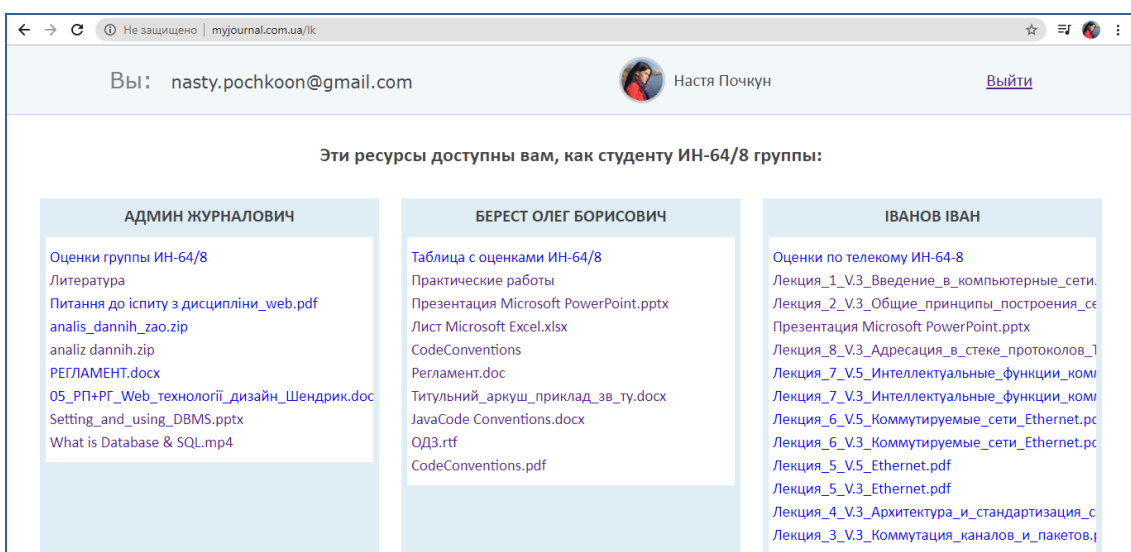 Не защищено | myjournal.com.ua/lk
Вы: nasty.pochkoon@gmail.com
Настя Почкун
Выйти
Эти ресурсы доступны вам, как студенту ИН-64/8 группы:
АДМИН ЖУРНАЛОВИЧ
Оценки группы ИН-64/8
Литература
Питання до іспиту з дисципліни_web.pdf
analis_dannih_zao.zip
analiz dannih.zip
РЕГЛАМЕНТ.docx
05_РП+РГ_Web_технології_дизайн_Шендрик.doc
Setting_and_using_DBMS.pptx
What is Database & SQL.mp4
БЕРЕСТ ОЛЕГ БОРИСОВИЧ
Таблица с оценками ИН-64/8
Практические работы
Презентация Microsoft PowerPoint.pptx
Лист Microsoft Excel.xlsx
CodeConventions
Регламент.doc
Титульний_аркуш_приклад_зв_ту.docx
JavaCode Conventions.docx
ОДЗ.rtf
CodeConventions.pdf
ІВАНОВ ІВАН
Оценки по телекому ИН-64-8
Лекция_1_V.3_Введение_в_компьютерные_сети.
Лекция_2_V.3_Общие_принципы_построения_се
Презентация Microsoft PowerPoint.pptx
Лекция_8_V.3_Адресация_в_стеке_протоколов_Т
Лекция_7_V.5_Интеллектуальные_функции_ком
Лекция_7_V.3_Интеллектуальные_функции_ком
Лекция_6_V.5_Коммутируемые_сети_Ethernet.pd
Лекция_6_V.3_Коммутируемые_сети_Ethernet.pd
Лекция_5_V.5_Ethernet.pdf
Лекция_5_V.3_Ethernet.pdf
Лекция_4_V.3_Архитектура_и_стандартизация_с
Лекция_3_V.3_Коммутация_каналов_и_пакетов.p